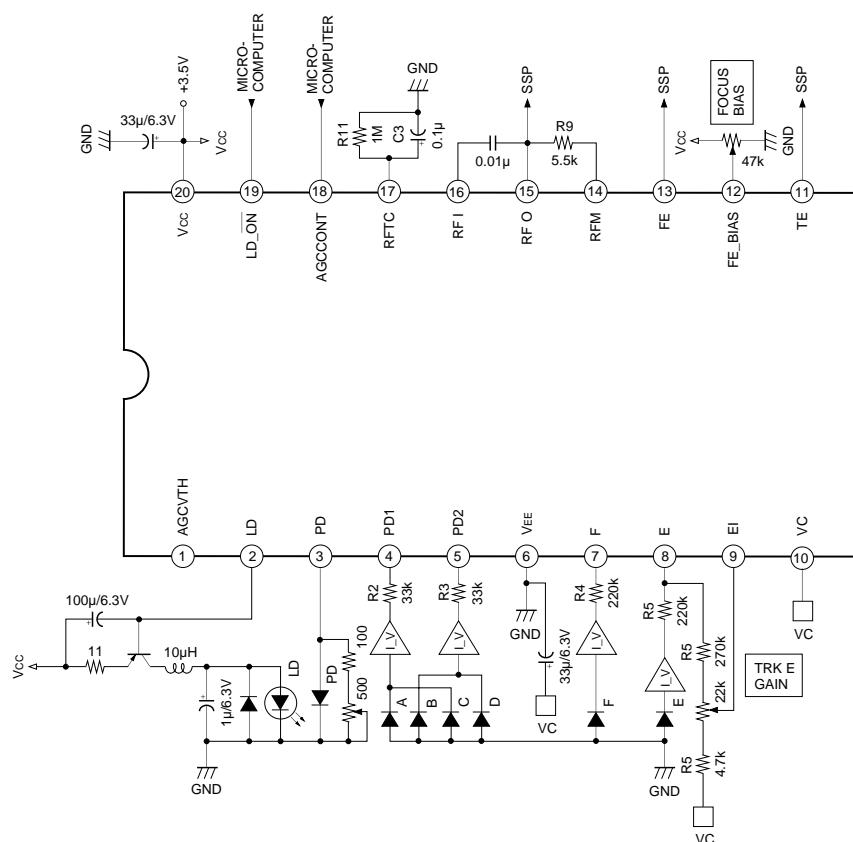 +3.5V
MICRO-
COMPUTER
MICRO-
COMPUTER
GND
SSP
SSP
FOCUS
BIAS
SSP
GND
33µ/6.3V
VCC
R11
1M
C3
0.1µ
0.01µ
R9
5.5k
VCC
47k
GND
20
19
18
17
16
15
14
13
12
11
VCC
LD_ON
AGCCONT
RFTC
RF I
RF O
RFM
FE
FE_BIAS
TE
AGCVTH
LD
PD
PD1
PD2
VEE
F
E
EI
VC
1
2
3
4
5
6
7
8
9
10
100µ/6.3V
VCC
11
10µH
1µ/6.3V
LD
PD
100
500
R2
33k
R3
33k
I_V
I_V
A
B
C
D
GND
33µ/6.3V
VC
R4
220k
I_V
F
R5
220k
I_V
E
R5
270k
22k
TRK E
GAIN
R5
4.7k
VC
VC
GND
GND